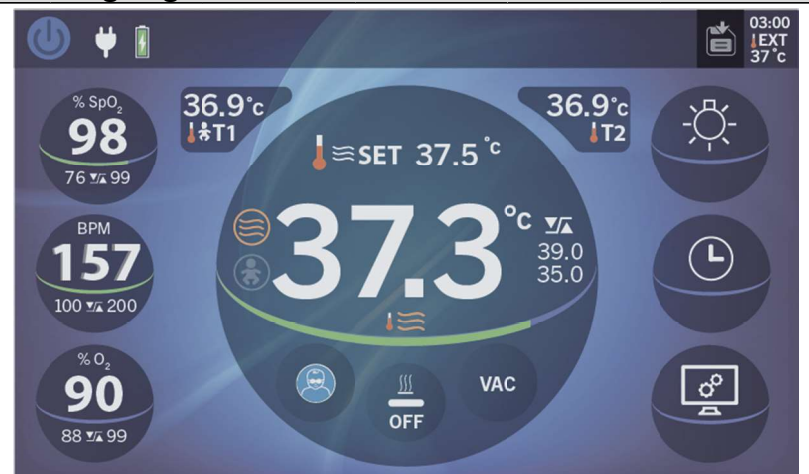 03:00
EXT
37 °c
% SpO₂
98
76 99
36.9°c
T1
36.9°c
T2
SET 37.5 °c
37.3 °c
39.0
35.0
BPM
157
100 200
% O₂
90
88 99
OFF
VAC